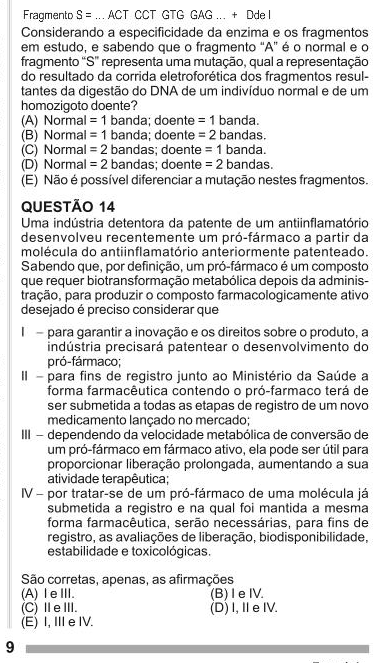 Fragmento S = ... ACT CCT GTG GAG ... + Dde I
Considerando a especificidade da enzima e os fragmentos
em estudo, e sabendo que o fragmento “A” é o normal e o
fragmento “S” representa uma mutação, qual a representação
do resultado da corrida eletroforética dos fragmentos resul-
tantes da digestão do DNA de um indivíduo normal e de um
homozigoto doente?
(A) Normal = 1 banda; doente = 1 banda.
(B) Normal = 1 banda; doente = 2 bandas.
(C) Normal = 2 bandas; doente = 1 banda.
(D) Normal = 2 bandas; doente = 2 bandas.
(E) Não é possível diferenciar a mutação nestes fragmentos.
QUESTÃO 14
Uma indústria detentora da patente de um antiinflamatório
desenvolveu recentemente um pró-fármaco a partir da
molécula do antiinflamatório anteriormente patenteado.
Sabendo que, por definição, um pró-fármaco é um composto
que requer biotransformação metabólica depois da adminis-
tração, para produzir o composto farmacologicamente ativo
desejado é preciso considerar que
I – para garantir a inovação e os direitos sobre o produto, a
indústria precisará patentear o desenvolvimento do
pró-fármaco;
II – para fins de registro junto ao Ministério da Saúde a
forma farmacêutica contendo o pró-farmaco terá de
ser submetida a todas as etapas de registro de um novo
medicamento lançado no mercado;
III – dependendo da velocidade metabólica de conversão de
um pró-fármaco em fármaco ativo, ela pode ser útil para
proporcionar liberação prolongada, aumentando a sua
atividade terapêutica;
IV – por tratar-se de um pró-fármaco de uma molécula já
submetida a registro e na qual foi mantida a mesma
forma farmacêutica, serão necessárias, para fins de
registro, as avaliações de liberação, biodisponibilidade,
estabilidade e toxicológicas.
São corretas, apenas, as afirmações
(A) I e III. (B) I e IV.
(C) II e III. (D) I, II e IV.
(E) I, III e IV.
9